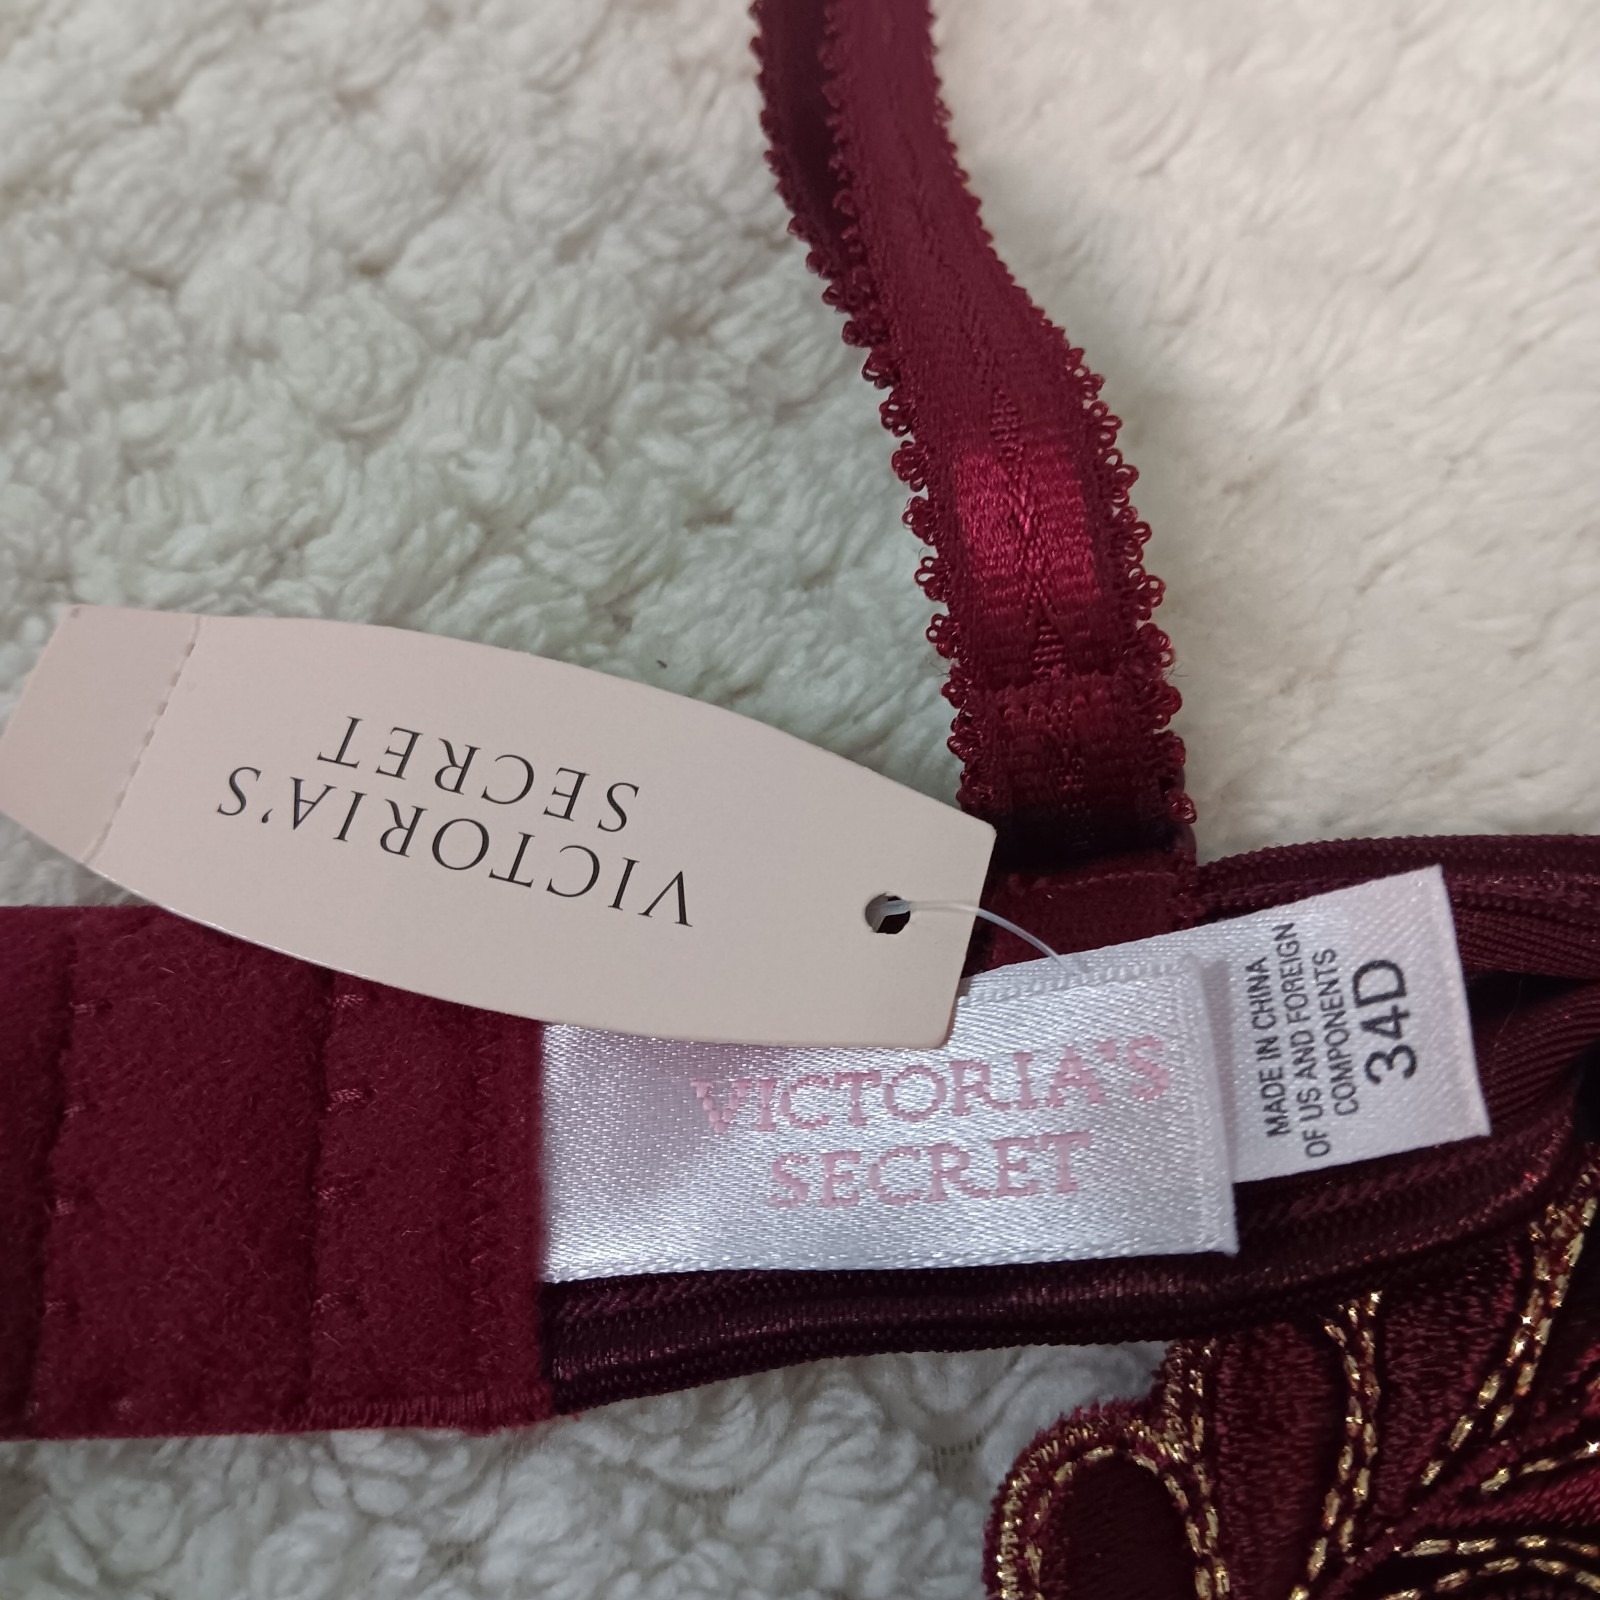 VICTORIA'S
SECRET
VICTORIA'S
SECRET
MADE IN CHINA
OF US AND FOREIGN
COMPONENTS
34D